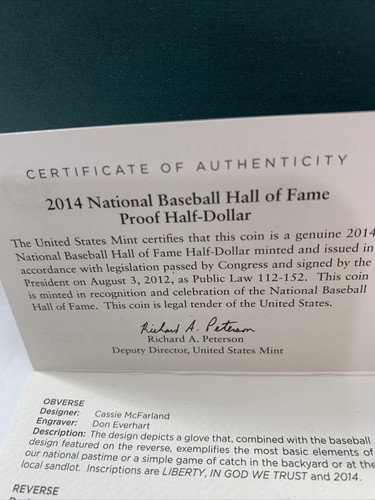 CERTIFICATE OF AUTHENTICITY
2014 National Baseball Hall of Fame
Proof Half-Dollar
The United States Mint certifies that this coin is a genuine 2014
National Baseball Hall of Fame Half-Dollar minted and issued in
accordance with legislation passed by Congress and signed by the
President on August 3, 2012, as Public Law 112-152. This coin
is minted in recognition and celebration of the National Baseball
Hall of Fame. This coin is legal tender of the United States.
Richard A. Peterson
Richard A. Peterson
Deputy Director, United States Mint
OBVERSE
Designer: Cassie McFarland
Engraver: Don Everhart
Description: The design depicts a glove that, combined with the baseball
design featured on the reverse, exemplifies the most basic elements of
our national pastime or a simple game of catch in the backyard or at the
local sandlot. Inscriptions are LIBERTY, IN GOD WE TRUST and 2014.
REVERSE